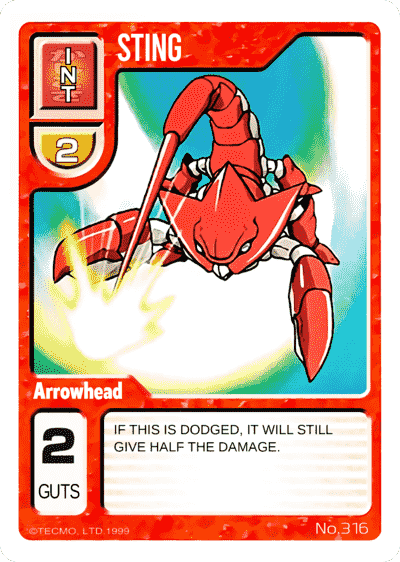 STING
INT
2
Arrowhead
2
GUTS
IF THIS IS DODGED, IT WILL STILL
GIVE HALF THE DAMAGE.
©TECMO, LTD.1999
No.316